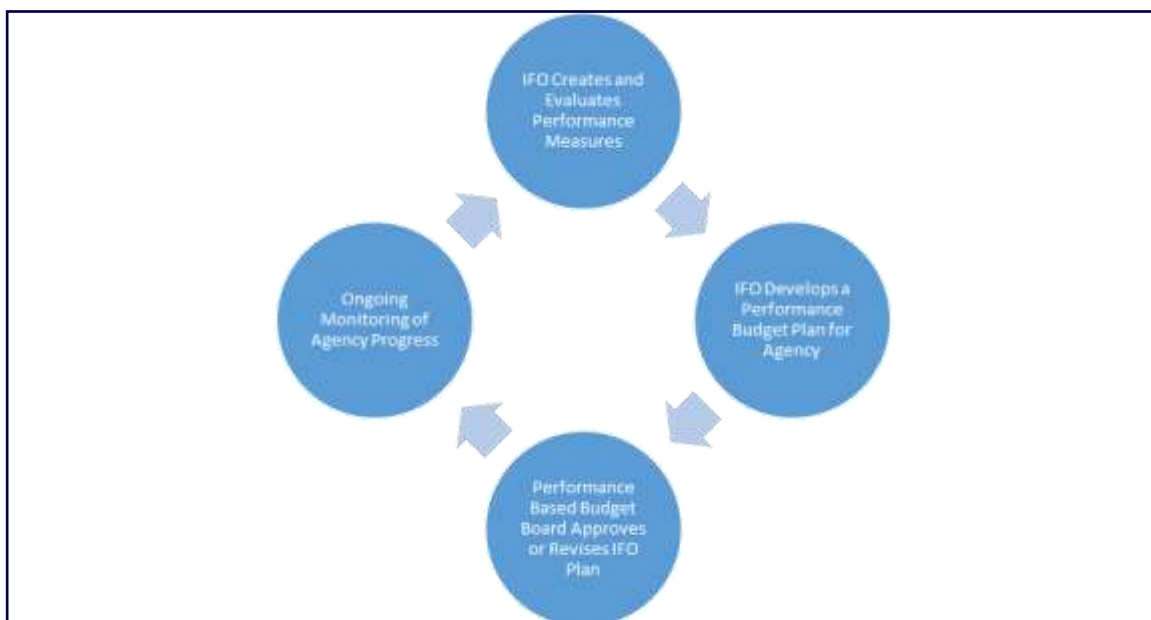 IFO Creates and
Evaluates
Performance
Measures
IFO Develops a
Performance
Budget Plan for
Agency
Performance
Based Budget
Board Approves
or Revises IFO
Plan
Ongoing
Monitoring of
Agency Progress